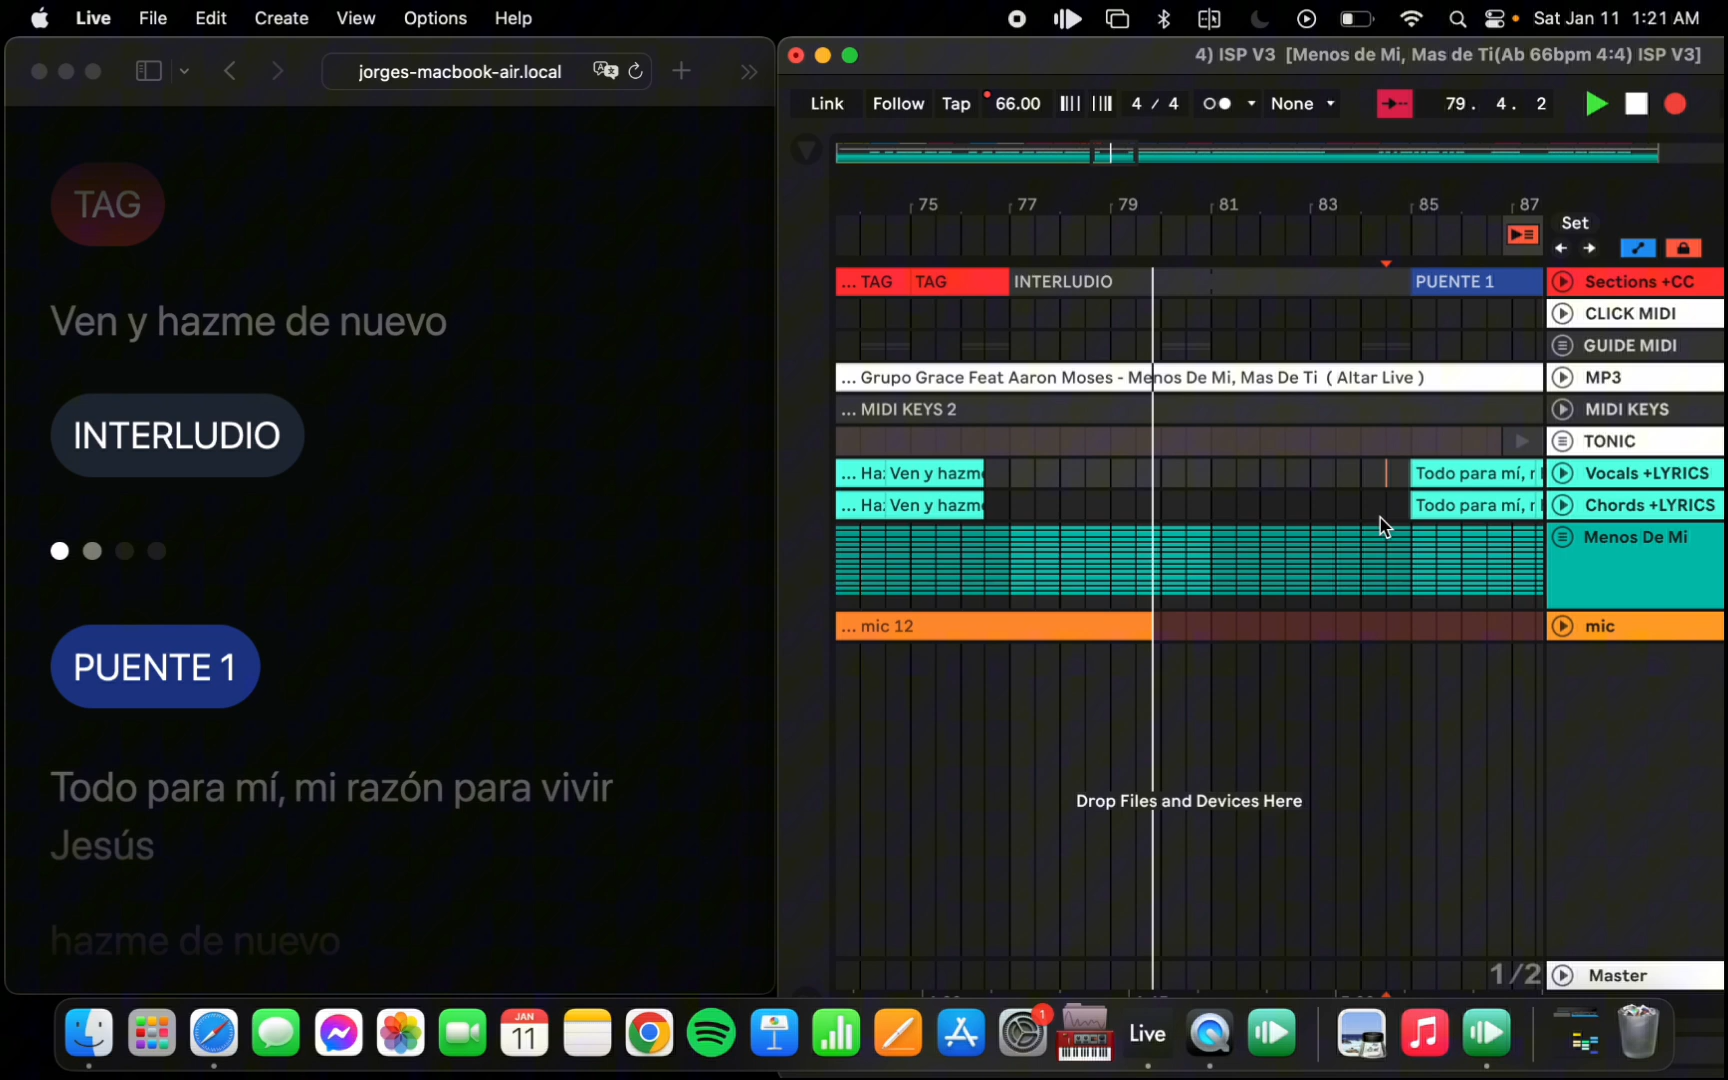 Live File Edit Create View Options Help
Sat Jan 11 1:21 AM
jorges-macbook-air.local
TAG
Ven y hazme de nuevo
INTERLUDIO
PUENTE 1
Todo para mí, mi razón para vivir
Jesús
hazme de nuevo
4) ISP V3 [Menos de Mi, Mas de Ti(Ab 66bpm 4:4) ISP V3]
Link Follow Tap 66.00 4 / 4 None 79. 4. 2
75 77 79 81 83 85 87
Set
... TAG TAG INTERLUDIO PUENTE 1 Sections +CC
CLICK MIDI
GUIDE MIDI
... Grupo Grace Feat Aaron Moses - Menos De Mi, Mas De Ti ( Altar Live ) MP3
... MIDI KEYS 2 MIDI KEYS
TONIC
... Ha: Ven y hazm Todo para mí, r Vocals +LYRICS
... Ha: Ven y hazm Todo para mí, r Chords +LYRICS
Menos De Mi
... mic 12 mic
Drop Files and Devices Here
1/2 Master
JAN
11
1
Live